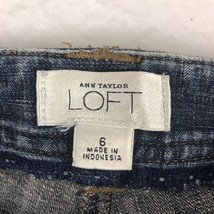 ANN TAYLOR
LOFT
6
MADE IN
INDONESIA